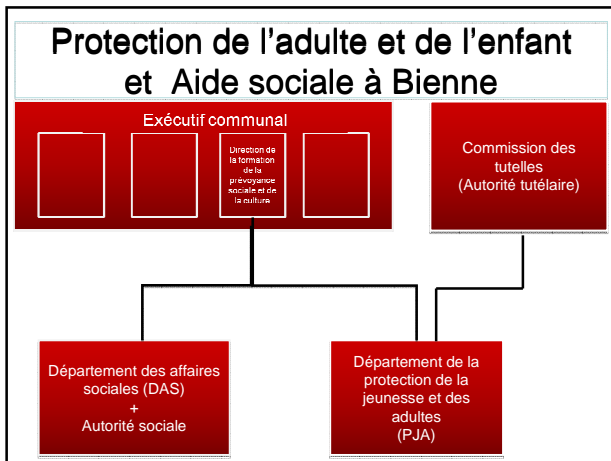 Protection de l’adulte et de l’enfant
et Aide sociale à Bienne
Exécutif communal
Direction de
la formation
de la
prévoyance
sociale et de
la culture
Commission des
tutelles
(Autorité tutélaire)
Département des affaires
sociales (DAS)
+
Autorité sociale
Département de la
protection de la
jeunesse et des
adultes
(PJA)